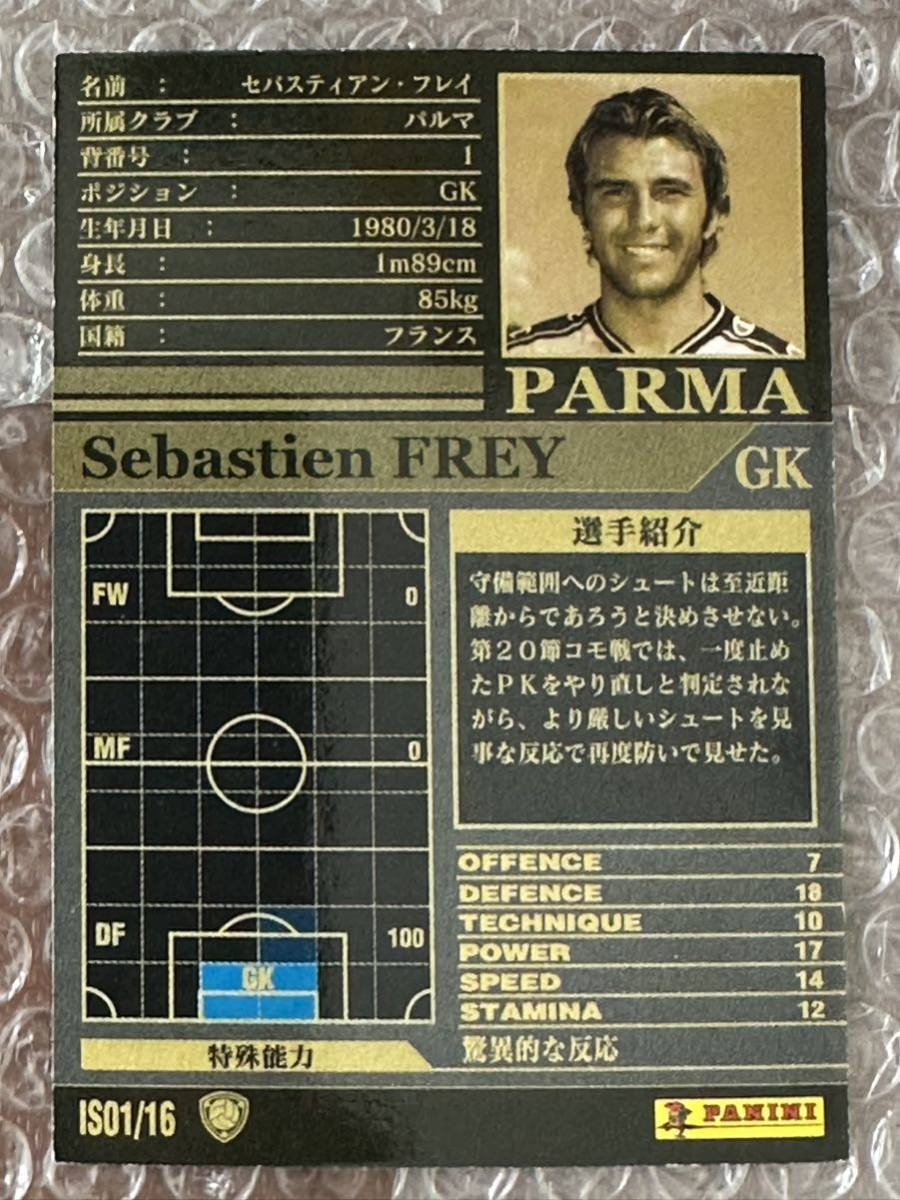 名前 : セバスティアン・フレイ
所属クラブ : パルマ
背番号 : 1
ポジション : GK
生年月日 : 1980/3/18
身長 : 1m89cm
体重 : 85kg
国籍 : フランス
PARMA
Sebastien FREY
GK
FW 0
MF 0
DF 100
GK
選手紹介
守備範囲へのシュートは至近距
離からであろうと決めさせない。
第20節コモ戦では、一度止め
たPKをやり直しと判定されな
がら、より厳しいシュートを見
事な反応で再度防いで見せた。
OFFENCE 7
DEFENCE 18
TECHNIQUE 10
POWER 17
SPEED 14
STAMINA 12
特殊能力 驚異的な反応
IS01/16
PANINI